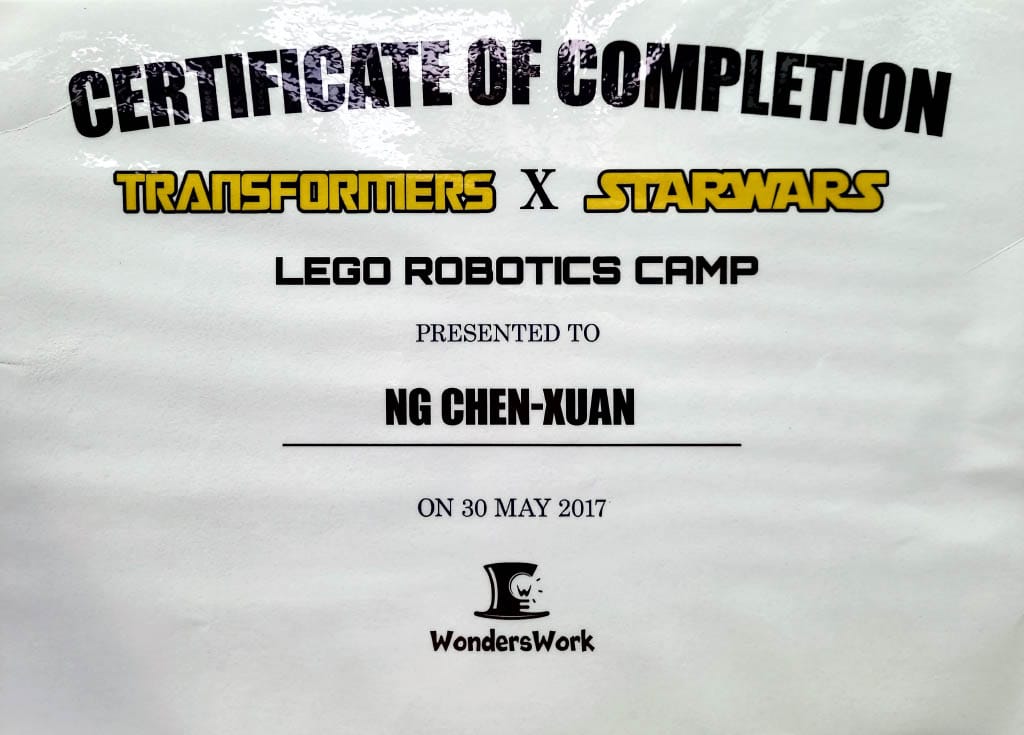 CERTIFICATE OF COMPLETION
TRANSFORMERS X STARWARS
LEGO ROBOTICS CAMP
PRESENTED TO
NG CHEN-XUAN
ON 30 MAY 2017
W
WondersWork